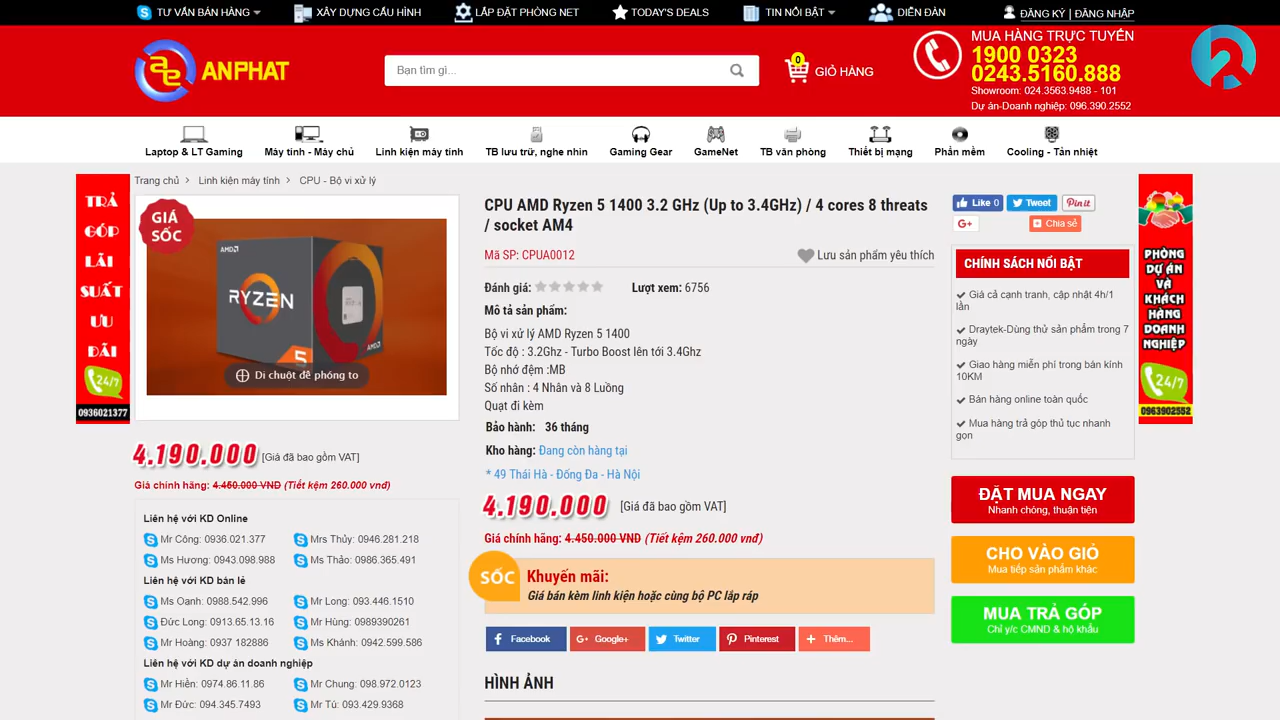 TƯ VẤN BÁN HÀNG
XÂY DỰNG CẤU HÌNH
LẮP ĐẶT PHÒNG NET
TODAY'S DEALS
TIN NỔI BẬT
DIỄN ĐÀN
ĐĂNG KÝ | ĐĂNG NHẬP
ANPHAT
Bạn tìm gì...
0
GIỎ HÀNG
MUA HÀNG TRỰC TUYẾN
1900 0323
0243.5160.888
Showroom: 024.3563.9488 - 101
Dự án-Doanh nghiệp: 096.390.2552
Laptop & LT Gaming
Máy tính - Máy chủ
Linh kiện máy tính
TB lưu trữ, nghe nhìn
Gaming Gear
GameNet
TB văn phòng
Thiết bị mạng
Phần mềm
Cooling - Tản nhiệt
Trang chủ > Linh kiện máy tính > CPU - Bộ vi xử lý
TRẢ
GÓP
LÃI
SUẤT
ƯU
ĐÃI
24/7
0936021377
GIÁ
SỐC
AMD
RYZEN
5
AMD
Di chuột để phóng to
4.190.000 [Giá đã bao gồm VAT]
Giá chính hãng: 4.450.000 VNĐ (Tiết kệm 260.000 vnđ)
Liên hệ với KD Online
Mr Công: 0936.021.377
Mrs Thủy: 0946.281.218
Ms Hương: 0943.098.988
Ms Thảo: 0986.365.491
Liên hệ với KD bán lẻ
Ms Oanh: 0988.542.996
Mr Long: 093.446.1510
Đức Long: 0913.65.13.16
Mr Hùng: 0989390261
Mr Hoàng: 0937 182886
Ms Khánh: 0942.599.586
Liên hệ với KD dự án doanh nghiệp
Mr Hiển: 0974.86.11.86
Mr Chung: 098.972.0123
Mr Đức: 094.345.7493
Mr Tú: 093.429.9368
CPU AMD Ryzen 5 1400 3.2 GHz (Up to 3.4GHz) / 4 cores 8 threats
/ socket AM4
Mã SP: CPUA0012
Lưu sản phẩm yêu thích
Đánh giá:
Lượt xem: 6756
Mô tả sản phẩm:
Bộ vi xử lý AMD Ryzen 5 1400
Tốc độ : 3.2Ghz - Turbo Boost lên tới 3.4Ghz
Bộ nhớ đệm :MB
Số nhân : 4 Nhân và 8 Luồng
Quạt đi kèm
Bảo hành: 36 tháng
Kho hàng: Đang còn hàng tại
* 49 Thái Hà - Đống Đa - Hà Nội
4.190.000 [Giá đã bao gồm VAT]
Giá chính hãng: 4.450.000 VNĐ (Tiết kệm 260.000 vnđ)
SỐC
Khuyến mãi:
Giá bán kèm linh kiện hoặc cùng bộ PC lắp ráp
Facebook
G+ Google+
Twitter
Pinterest
Thêm...
HÌNH ẢNH
Like 0
Tweet
Pin it
G+
Chia sẻ
CHÍNH SÁCH NỔI BẬT
Giá cả cạnh tranh, cập nhật 4h/1
lần
Draytek-Dùng thử sản phẩm trong 7
ngày
Giao hàng miễn phí trong bán kính
10KM
Bán hàng online toàn quốc
Mua hàng trả góp thủ tục nhanh
gọn
ĐẶT MUA NGAY
Nhanh chóng, thuận tiện
CHO VÀO GIỎ
Mua tiếp sản phẩm khác
MUA TRẢ GÓP
Chỉ y/c CMND & hộ khẩu
PHÒNG
DỰ ÁN
VÀ
KHÁCH
HÀNG
DOANH
NGHIỆP
24/7
0963902552